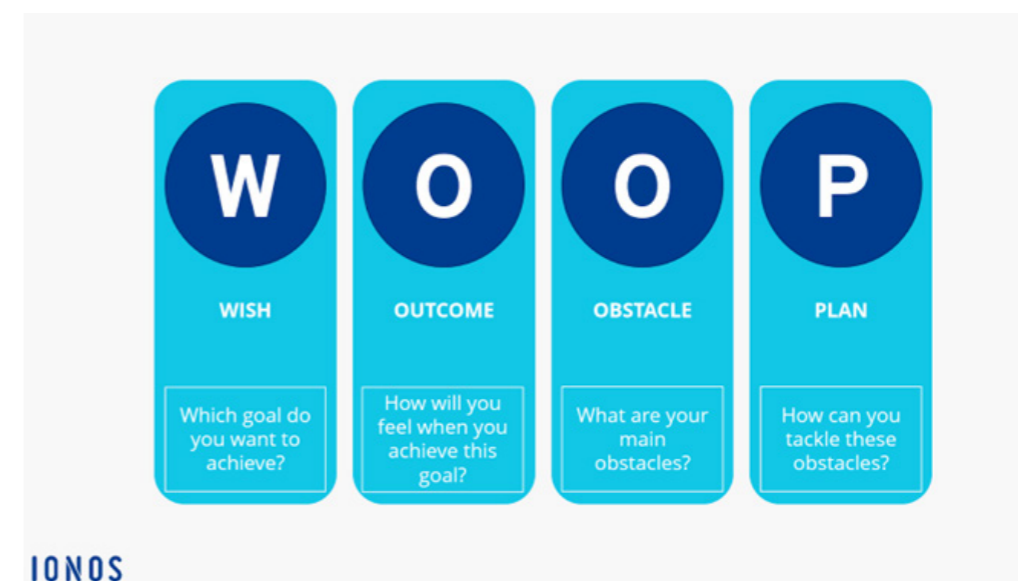 W
O
O
P
WISH
OUTCOME
OBSTACLE
PLAN
Which goal do
you want to
achieve?
How will you
feel when you
achieve this
goal?
What are your
main
obstacles?
How can you
tackle these
obstacles?
IONOS